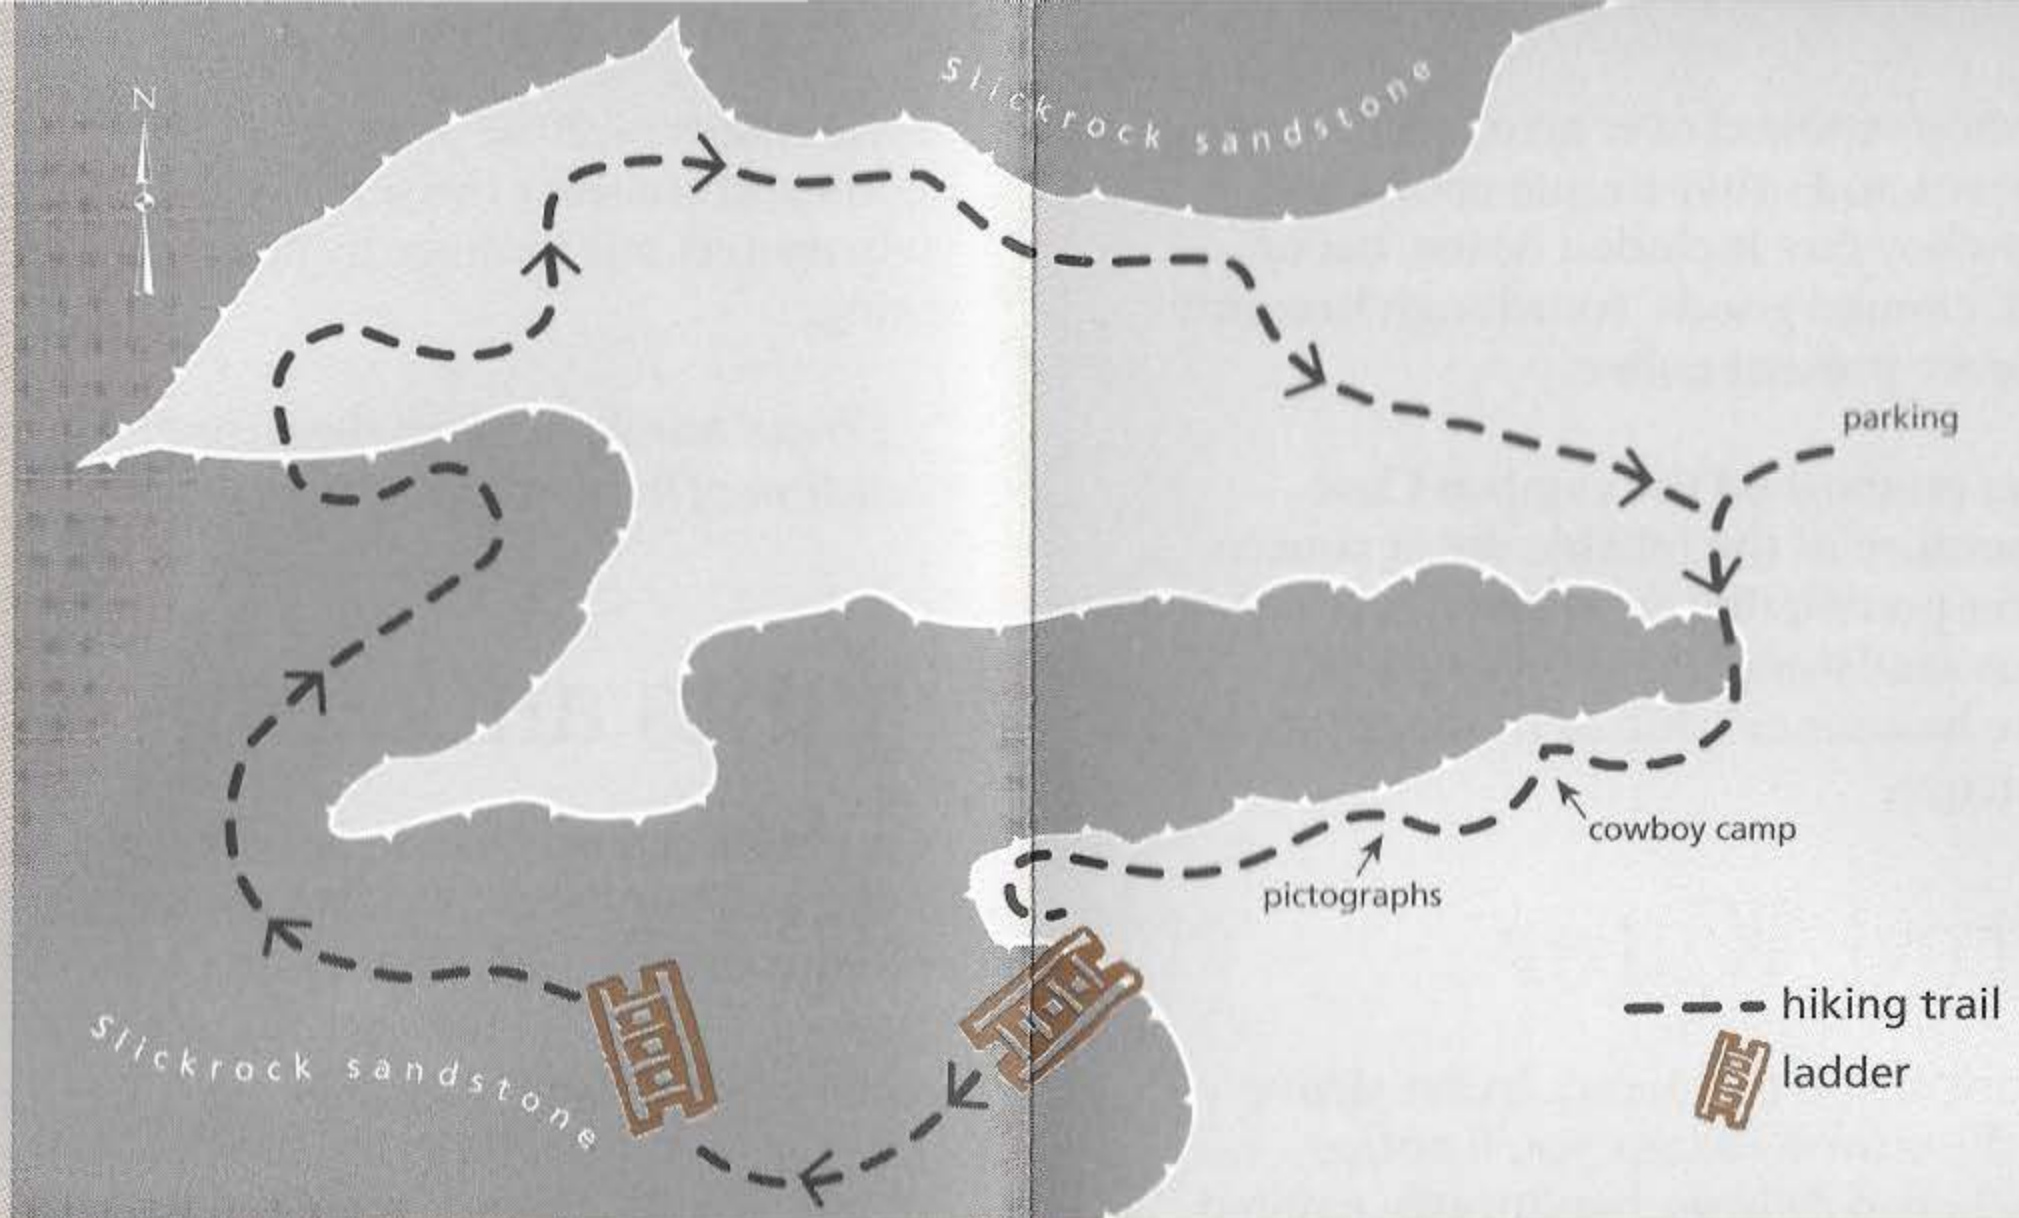 N
Slickrock sandstone
parking
cowboy camp
pictographs
hiking trail
ladder
Slickrock sandstone